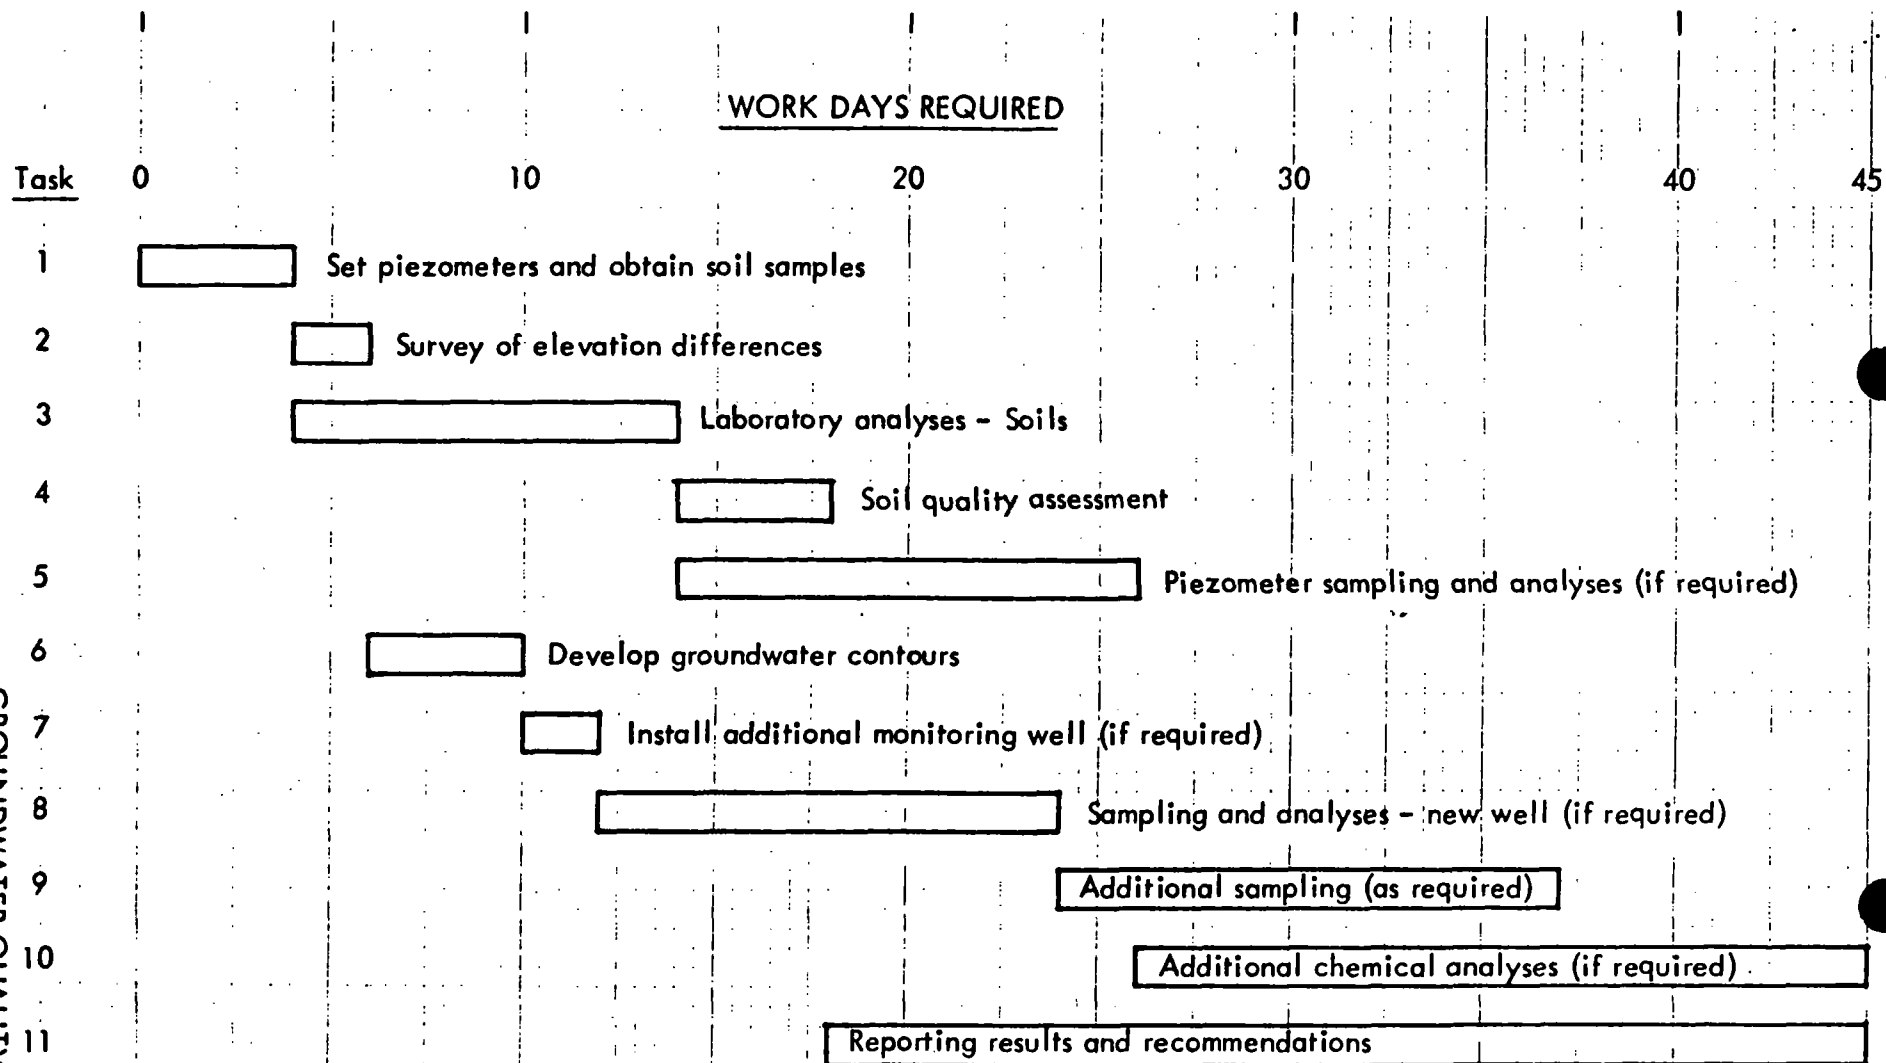 WORK DAYS REQUIRED
Task 0 10 20 30 40 45
1 Set piezometers and obtain soil samples
2 Survey of elevation differences
3 Laboratory analyses - Soils
4 Soil quality assessment
5 Piezometer sampling and analyses (if required)
6 Develop groundwater contours
7 Install additional monitoring well (if required)
8 Sampling and analyses - new well (if required)
9 Additional sampling (as required)
10 Additional chemical analyses (if required)
11 Reporting results and recommendations